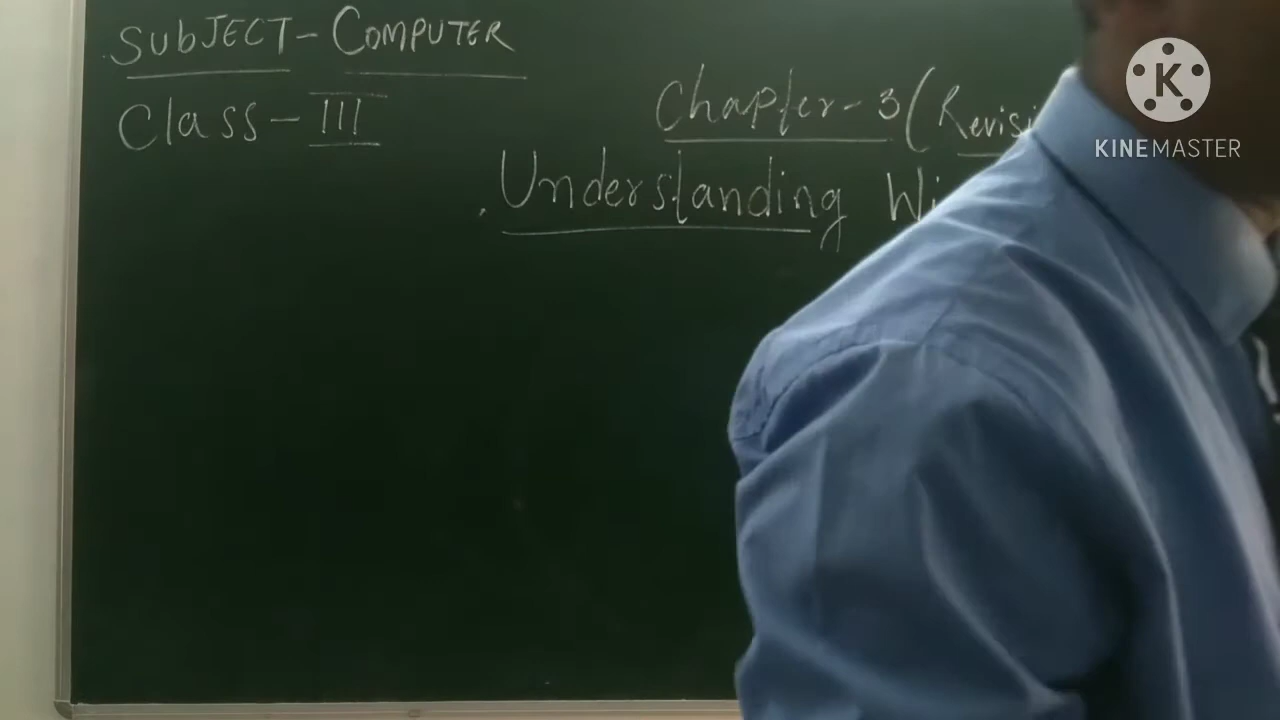 SUBJECT - COMPUTER
Class - III
Chapter - 3 (
Understanding
KINEMASTER